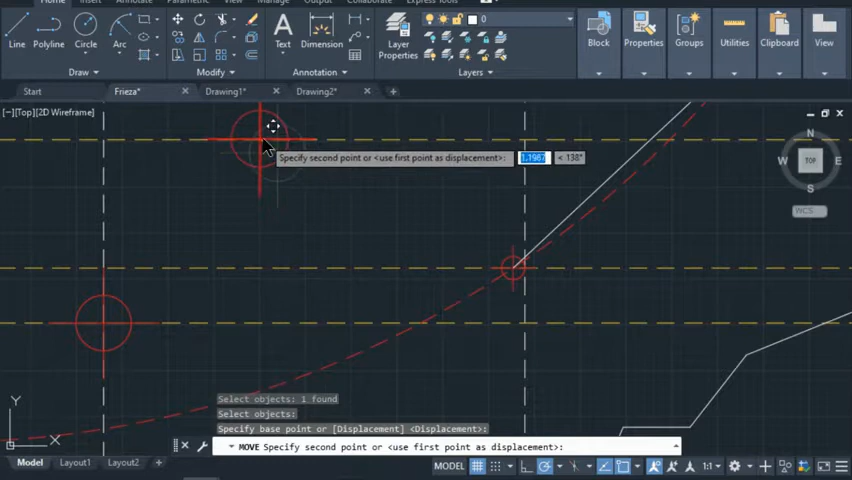 Home Insert Annotate Parametric View Manage Output Collaborate Featured Apps
Line Polyline Circle Arc Text Dimension Layer Properties Block Properties Groups Utilities Clipboard View
0
Draw Modify Annotation Layers
Start Frieza* Drawing1* Drawing2*
[−][Top][2D Wireframe]
N
W TOP E
S
WCS
Specify second point or <use first point as displacement>: 1.1987 < 138°
Select objects: 1 found
Select objects:
Specify base point or [Displacement] <Displacement>:
MOVE Specify second point or <use first point as displacement>:
Y
X
Model Layout1 Layout2
MODEL 1:1